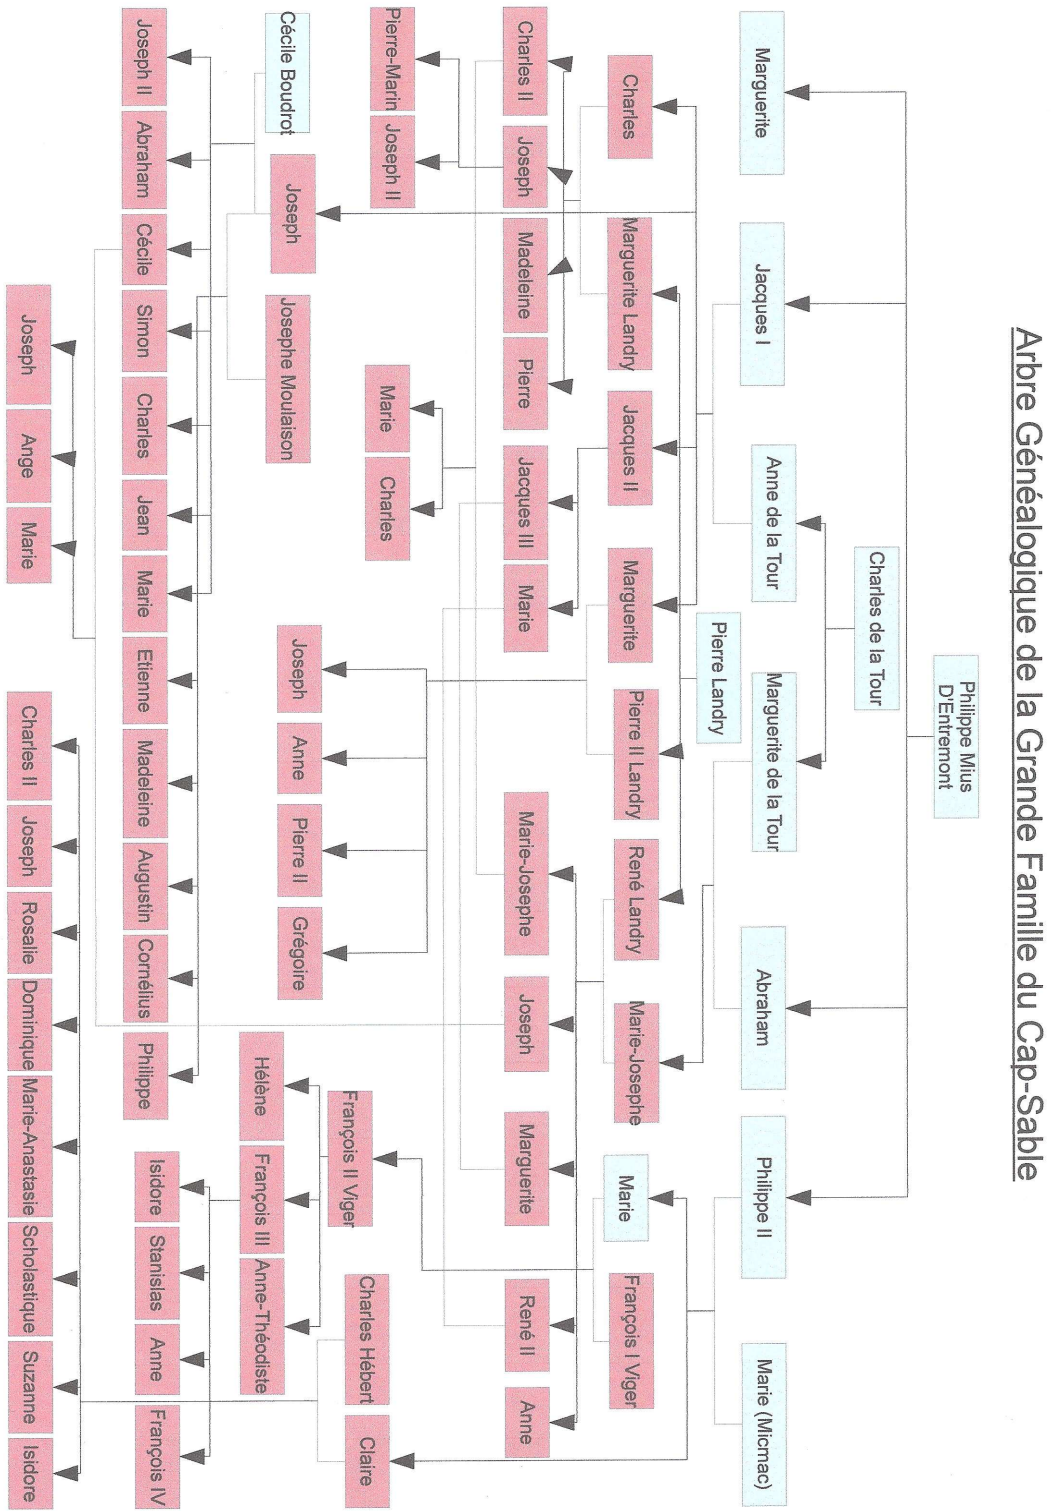 Arbre Généalogique de la Grande Famille du Cap-Sable
Philippe Mius
D'Entremont
Charles de la Tour
Marguerite
Jacques I
Anne de la Tour
Marguerite de la Tour
Abraham
Philippe II
Marie (Micmac)
Pierre Landry
Charles
Marguerite Landry
Jacques II
Marguerite
Pierre II Landry
René Landry
Marie-Josephe
Marie
François I Viger
Charles II
Joseph
Madeleine
Pierre
Jacques III
Marie
Marie-Josephe
Joseph
Marguerite
René II
Anne
Pierre-Marin
Joseph II
Marie
Charles
François II Viger
Charles Hébert
Claire
Cécile Boudrot
Joseph
Josephe Moulaison
Joseph
Anne
Pierre II
Grégoire
Hélène
François III
Anne-Théodiste
Joseph II
Abraham
Cécile
Simon
Charles
Jean
Marie
Etienne
Madeleine
Augustin
Cornélius
Philippe
Isidore
Stanislas
Anne
François IV
Joseph
Ange
Marie
Charles II
Joseph
Rosalie
Dominique
Marie-Anastasie
Scholastique
Suzanne
Isidore